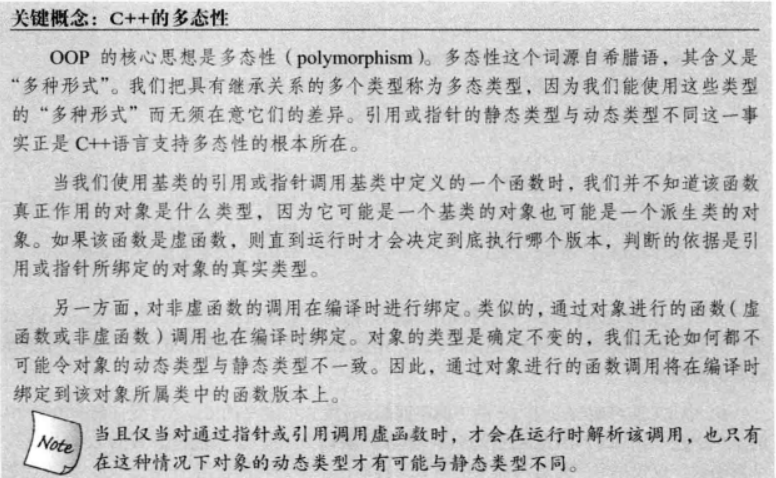 关键概念：C++的多态性
OOP 的核心思想是多态性（polymorphism）。多态性这个词源自希腊语，其含义是
“多种形式”。我们把具有继承关系的多个类型称为多态类型，因为我们能使用这些类型
的“多种形式”而无须在意它们的差异。引用或指针的静态类型与动态类型不同这一事
实正是 C++语言支持多态性的根本所在。
当我们使用基类的引用或指针调用基类中定义的一个函数时，我们并不知道该函数
真正作用的对象是什么类型，因为它可能是一个基类的对象也可能是一个派生类的对
象。如果该函数是虚函数，则直到运行时才会决定到底执行哪个版本，判断的依据是引
用或指针所绑定的对象的真实类型。
另一方面，对非虚函数的调用在编译时进行绑定。类似的，通过对象进行的函数（虚
函数或非虚函数）调用也在编译时绑定。对象的类型是确定不变的，我们无论如何都不
可能令对象的动态类型与静态类型不一致。因此，通过对象进行的函数调用将在编译时
绑定到该对象所属类中的函数版本上。
Note 当且仅当对通过指针或引用调用虚函数时，才会在运行时解析该调用，也只有
在这种情况下对象的动态类型才有可能与静态类型不同。